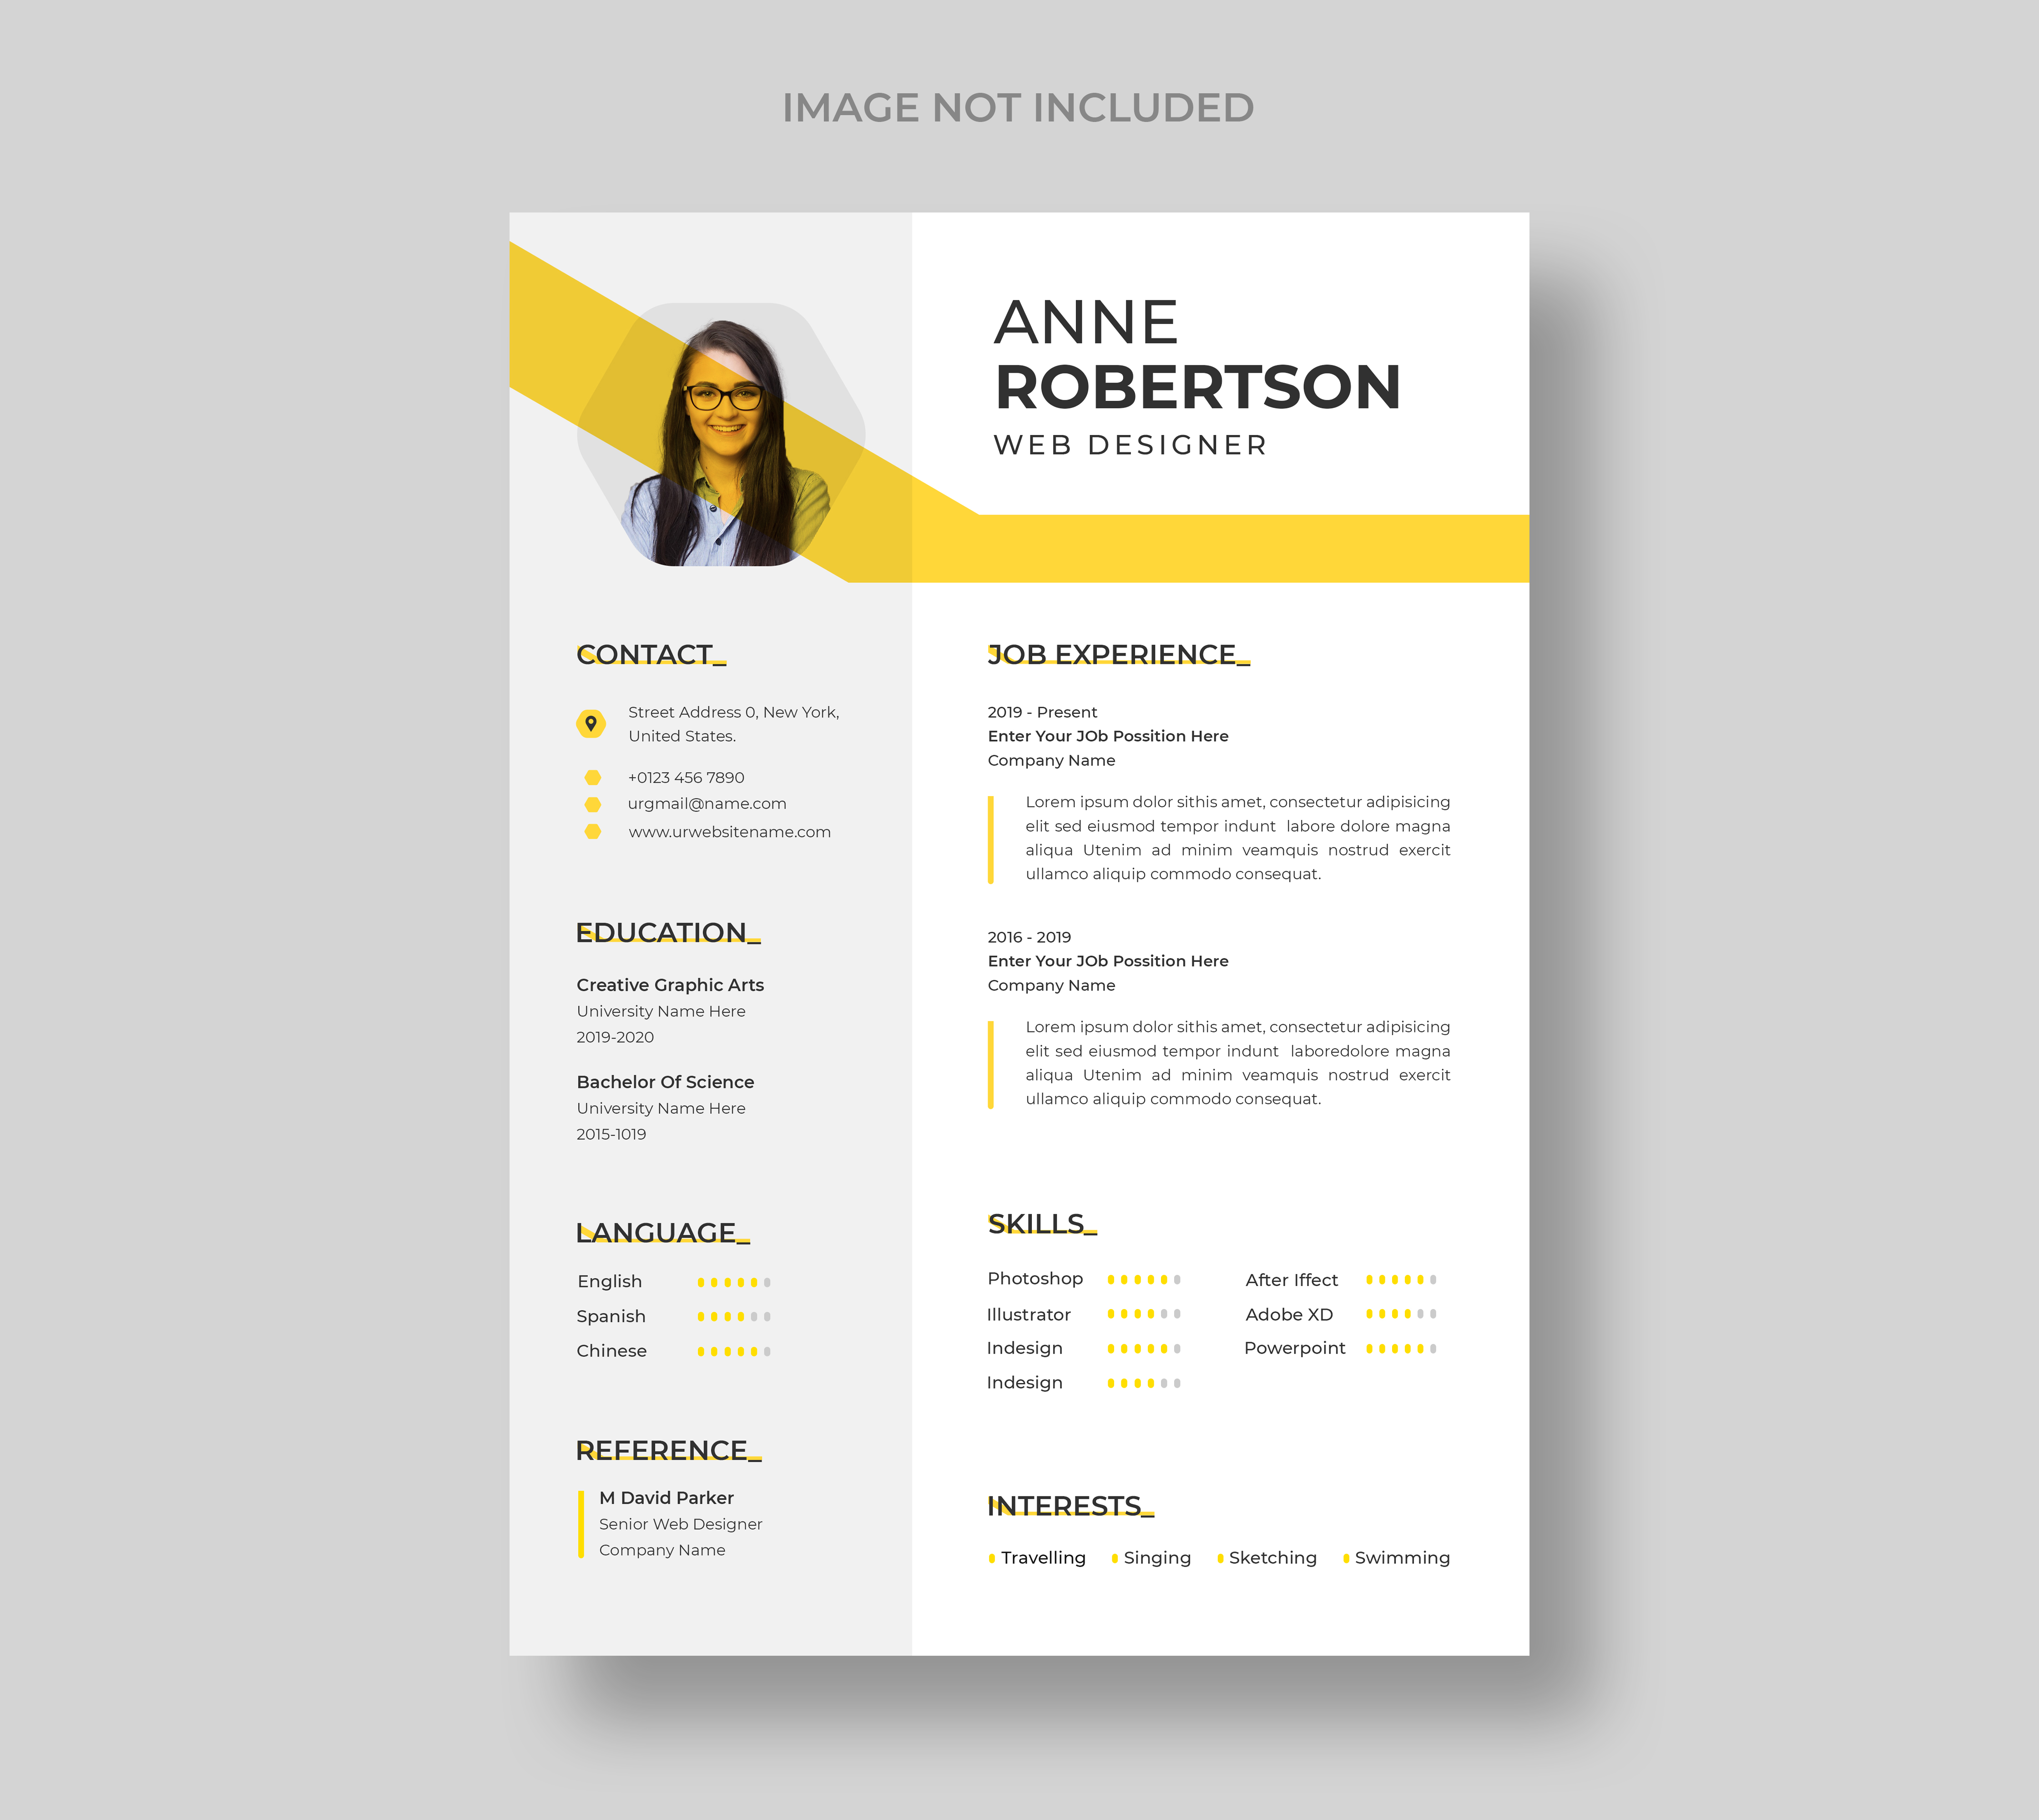 IMAGE NOT INCLUDED
ANNE
ROBERTSON
WEB DESIGNER
CONTACT_
Street Address 0, New York,
United States.
+0123 456 7890
urgmail@name.com
www.urwebsitename.com
EDUCATION_
Creative Graphic Arts
University Name Here
2019-2020
Bachelor Of Science
University Name Here
2015-1019
LANGUAGE_
English
Spanish
Chinese
REFERENCE_
M David Parker
Senior Web Designer
Company Name
JOB EXPERIENCE_
2019 - Present
Enter Your JOb Possition Here
Company Name
Lorem ipsum dolor sithis amet, consectetur adipisicing
elit sed eiusmod tempor indunt labore dolore magna
aliqua Utenim ad minim veamquis nostrud exercit
ullamco aliquip commodo consequat.
2016 - 2019
Enter Your JOb Possition Here
Company Name
Lorem ipsum dolor sithis amet, consectetur adipisicing
elit sed eiusmod tempor indunt laboredolore magna
aliqua Utenim ad minim veamquis nostrud exercit
ullamco aliquip commodo consequat.
SKILLS_
Photoshop
Illustrator
Indesign
Indesign
After Iffect
Adobe XD
Powerpoint
INTERESTS_
Travelling Singing Sketching Swimming